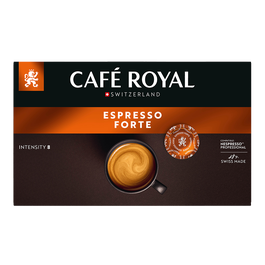 CAFÉ ROYAL
SWITZERLAND
ESPRESSO
FORTE
INTENSITY 8
NESPRESSO®
PROFESSIONAL
SWISS MADE